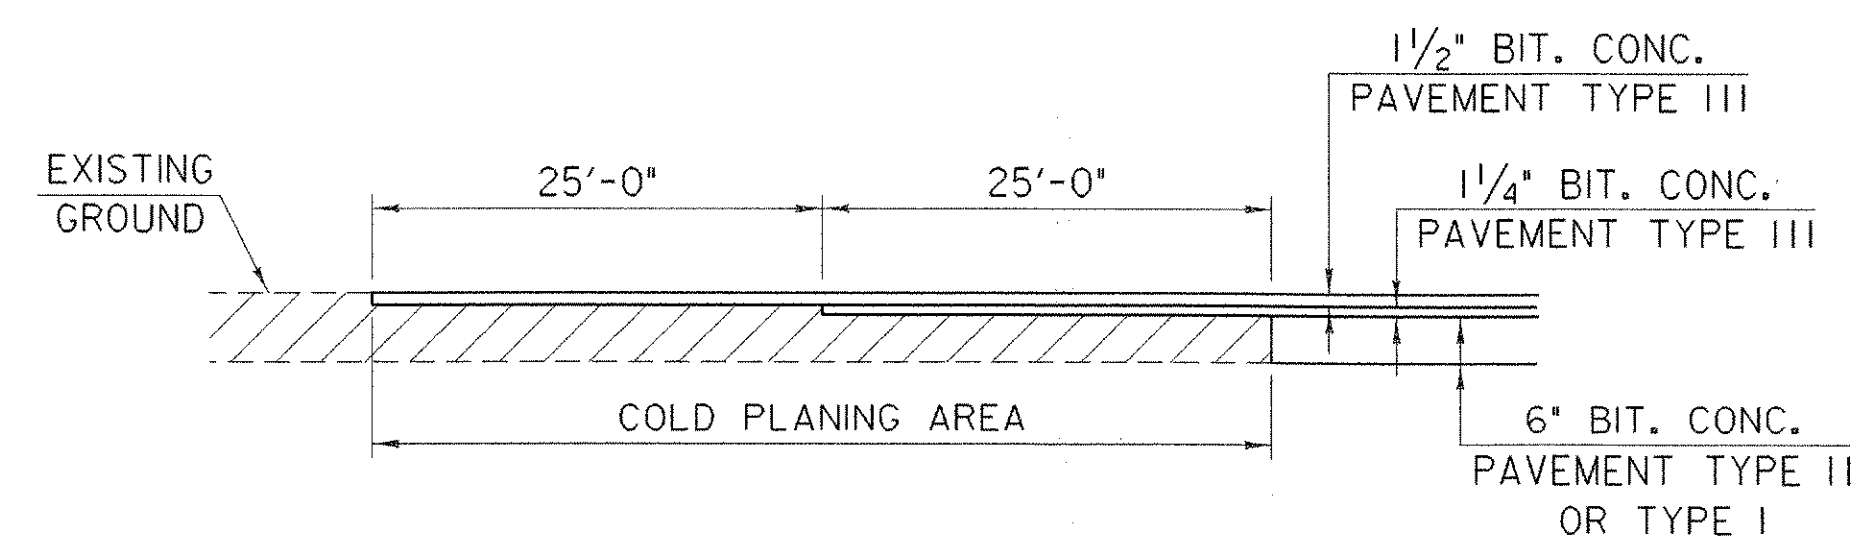 1 1/2" BIT. CONC.
PAVEMENT TYPE III
EXISTING
GROUND
25'-0"
25'-0"
1 1/4" BIT. CONC.
PAVEMENT TYPE III
COLD PLANING AREA
6" BIT. CONC.
PAVEMENT TYPE II
OR TYPE I